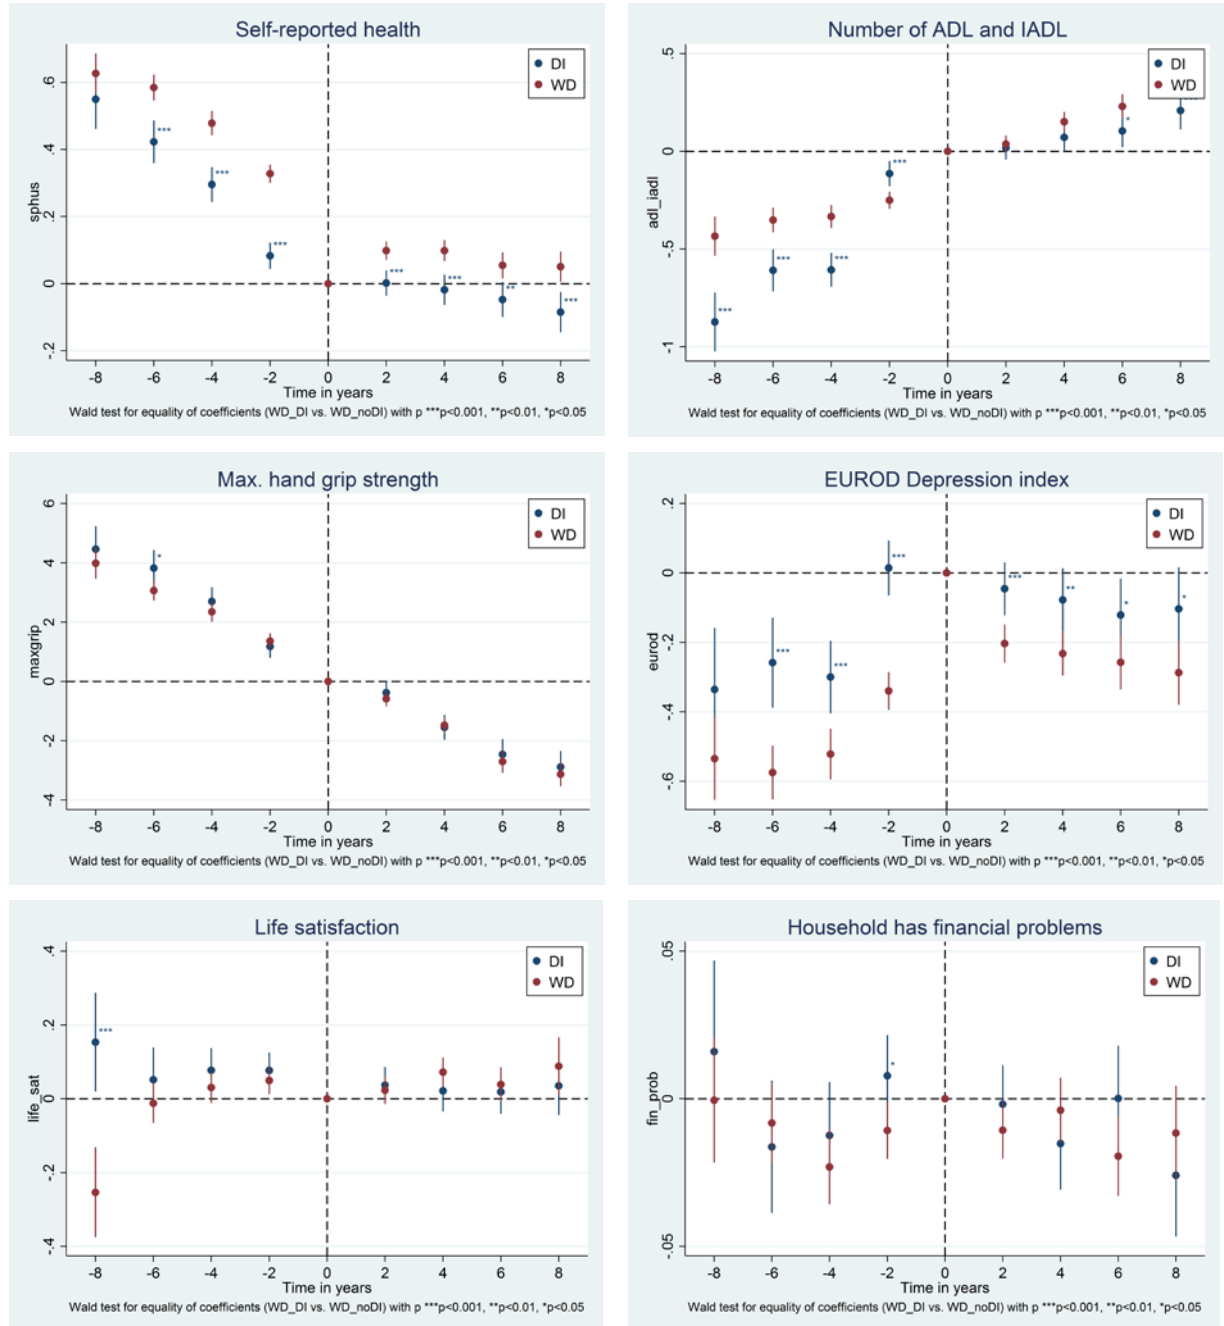 Self-reported health
.6
.4
.2
0
-.2
sphus
DI
WD
***
***
***
***
***
**
***
-8 -6 -4 -2 0 2 4 6 8
Time in years
Wald test for equality of coefficients (WD_DI vs. WD_noDI) with p ***p<0.001, **p<0.01, *p<0.05
Number of ADL and IADL
.5
0
-.5
-1
adl_iadl
DI
WD
***
***
***
***
*
-8 -6 -4 -2 0 2 4 6 8
Time in years
Wald test for equality of coefficients (WD_DI vs. WD_noDI) with p ***p<0.001, **p<0.01, *p<0.05
Max. hand grip strength
6
4
2
0
-2
-4
maxgrip
DI
WD
*
-8 -6 -4 -2 0 2 4 6 8
Time in years
Wald test for equality of coefficients (WD_DI vs. WD_noDI) with p ***p<0.001, **p<0.01, *p<0.05
EUROD Depression index
.2
0
-.2
-.4
-.6
eurod
DI
WD
***
***
***
***
**
*
*
-8 -6 -4 -2 0 2 4 6 8
Time in years
Wald test for equality of coefficients (WD_DI vs. WD_noDI) with p ***p<0.001, **p<0.01, *p<0.05
Life satisfaction
.4
.2
0
-.2
-.4
life_sat
DI
WD
***
-8 -6 -4 -2 0 2 4 6 8
Time in years
Wald test for equality of coefficients (WD_DI vs. WD_noDI) with p ***p<0.001, **p<0.01, *p<0.05
Household has financial problems
.05
0
-.05
fin_prob
DI
WD
*
-8 -6 -4 -2 0 2 4 6 8
Time in years
Wald test for equality of coefficients (WD_DI vs. WD_noDI) with p ***p<0.001, **p<0.01, *p<0.05